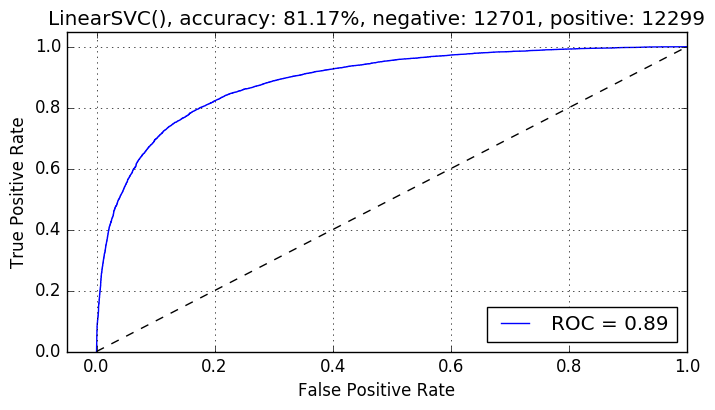 LinearSVC(), accuracy: 81.17%, negative: 12701, positive: 12299
1.0
0.8
0.6
0.4
0.2
0.0
True Positive Rate
ROC = 0.89
0.0 0.2 0.4 0.6 0.8 1.0
False Positive Rate